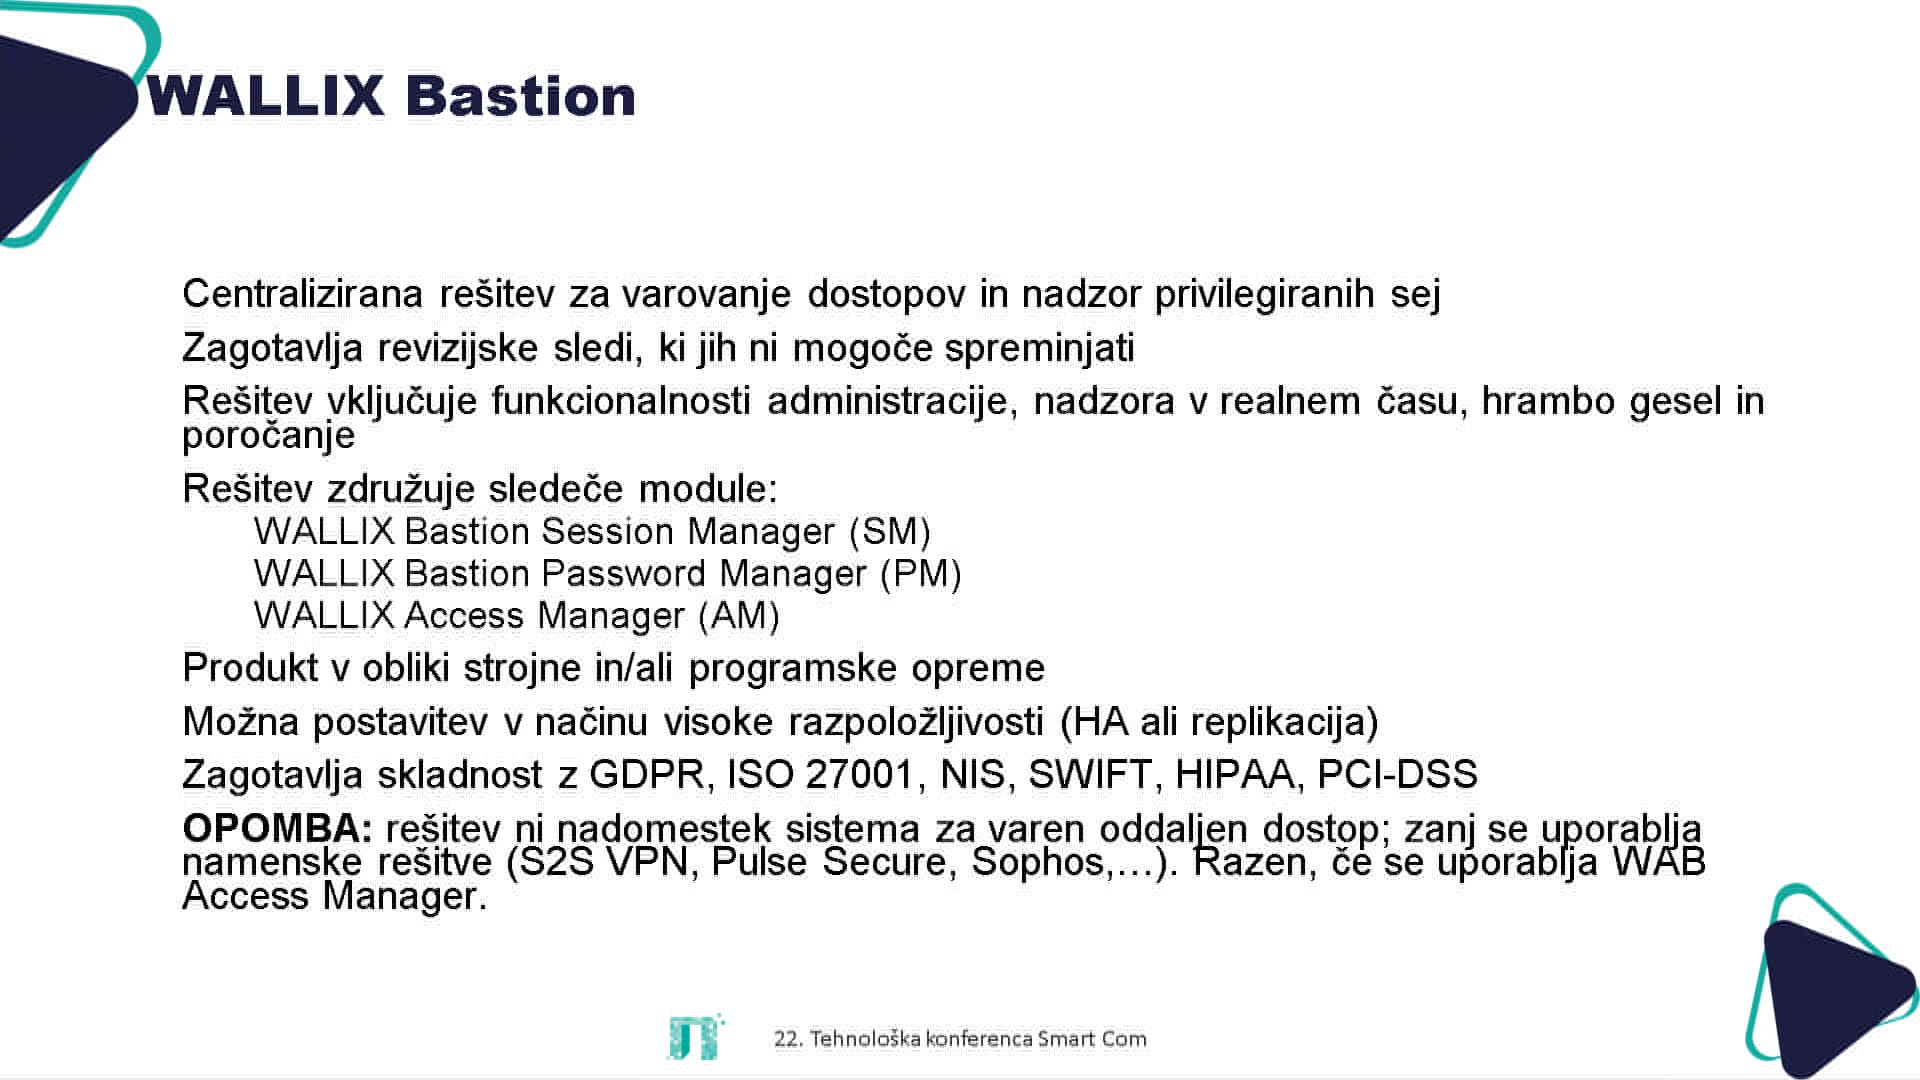 WALLIX Bastion
Centralizirana rešitev za varovanje dostopov in nadzor privilegiranih sej
Zagotavlja revizijske sledi, ki jih ni mogoče spreminjati
Rešitev vključuje funkcionalnosti administracije, nadzora v realnem času, hrambo gesel in
poročanje
Rešitev združuje sledeče module:
WALLIX Bastion Session Manager (SM)
WALLIX Bastion Password Manager (PM)
WALLIX Access Manager (AM)
Produkt v obliki strojne in/ali programske opreme
Možna postavitev v načinu visoke razpoložljivosti (HA ali replikacija)
Zagotavlja skladnost z GDPR, ISO 27001, NIS, SWIFT, HIPAA, PCI-DSS
OPOMBA: rešitev ni nadomestek sistema za varen oddaljen dostop; zanj se uporablja
namenske rešitve (S2S VPN, Pulse Secure, Sophos,…). Razen, če se uporablja WAB
Access Manager.
22. Tehnološka konferenca Smart Com